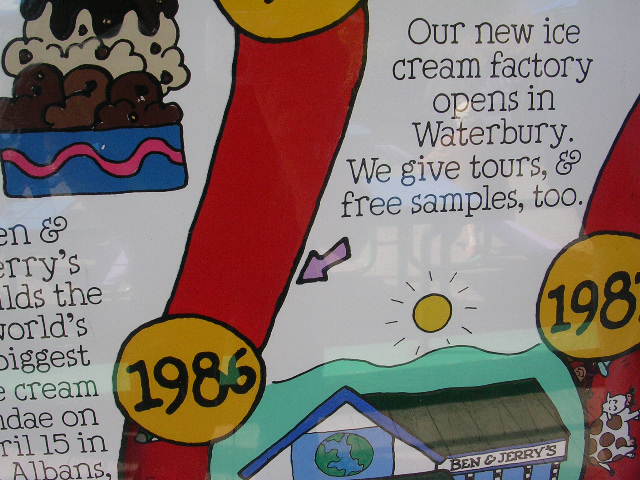 Our new ice
cream factory
opens in
Waterbury.
We give tours, &
free samples, too.
en &
erry's
ilds the
world's
biggest
e cream
ndae on
ril 15 in
Albans,
1986
198
BEN & JERRY'S